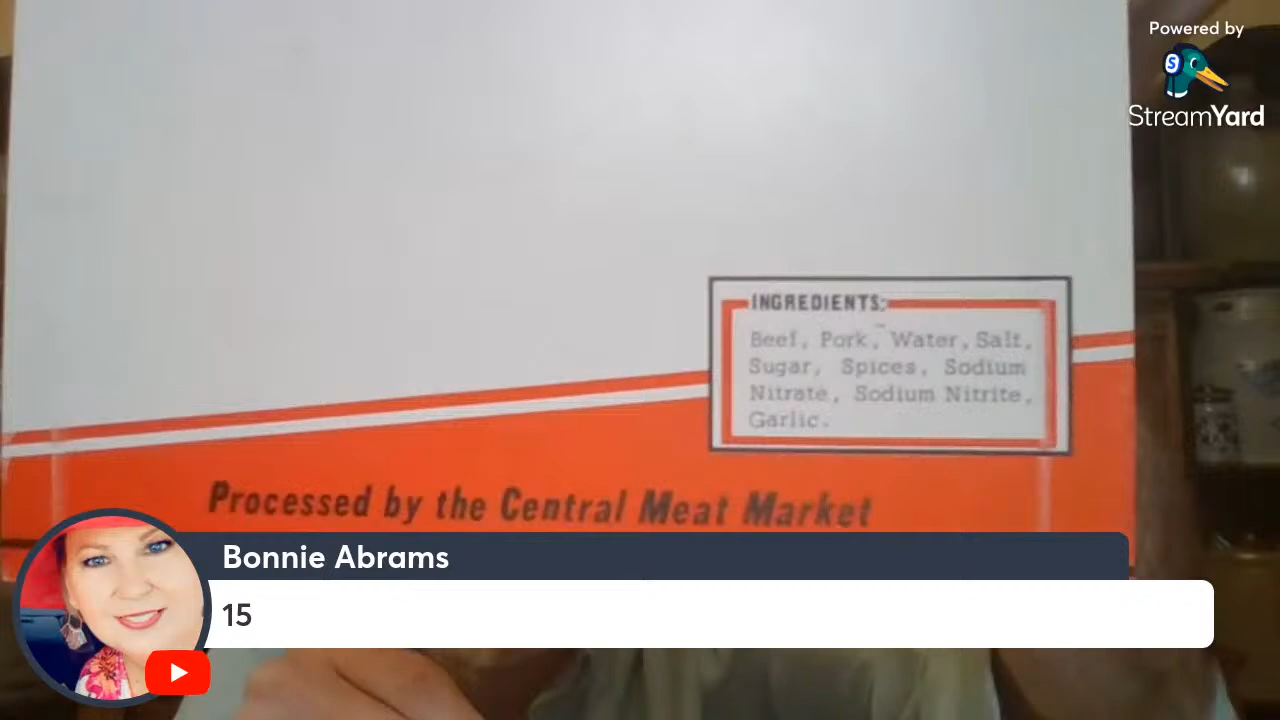 Powered by
StreamYard
INGREDIENTS:
Beef, Pork, Water, Salt,
Sugar, Spices, Sodium
Nitrate, Sodium Nitrite,
Garlic.
Processed by the Central Meat Market
Bonnie Abrams
15